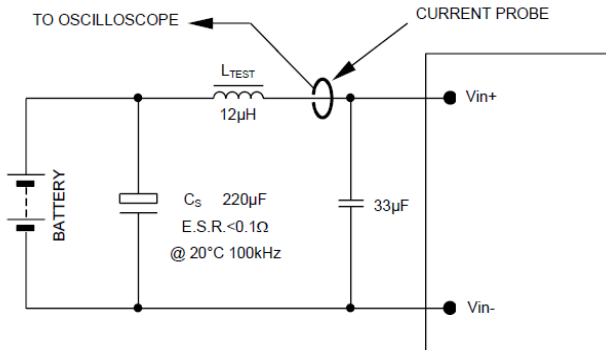 TO OSCILLOSCOPE
CURRENT PROBE
LTEST
12µH
Vin+
BATTERY
CS 220µF
E.S.R.<0.1Ω
@ 20°C 100kHz
33µF
Vin-